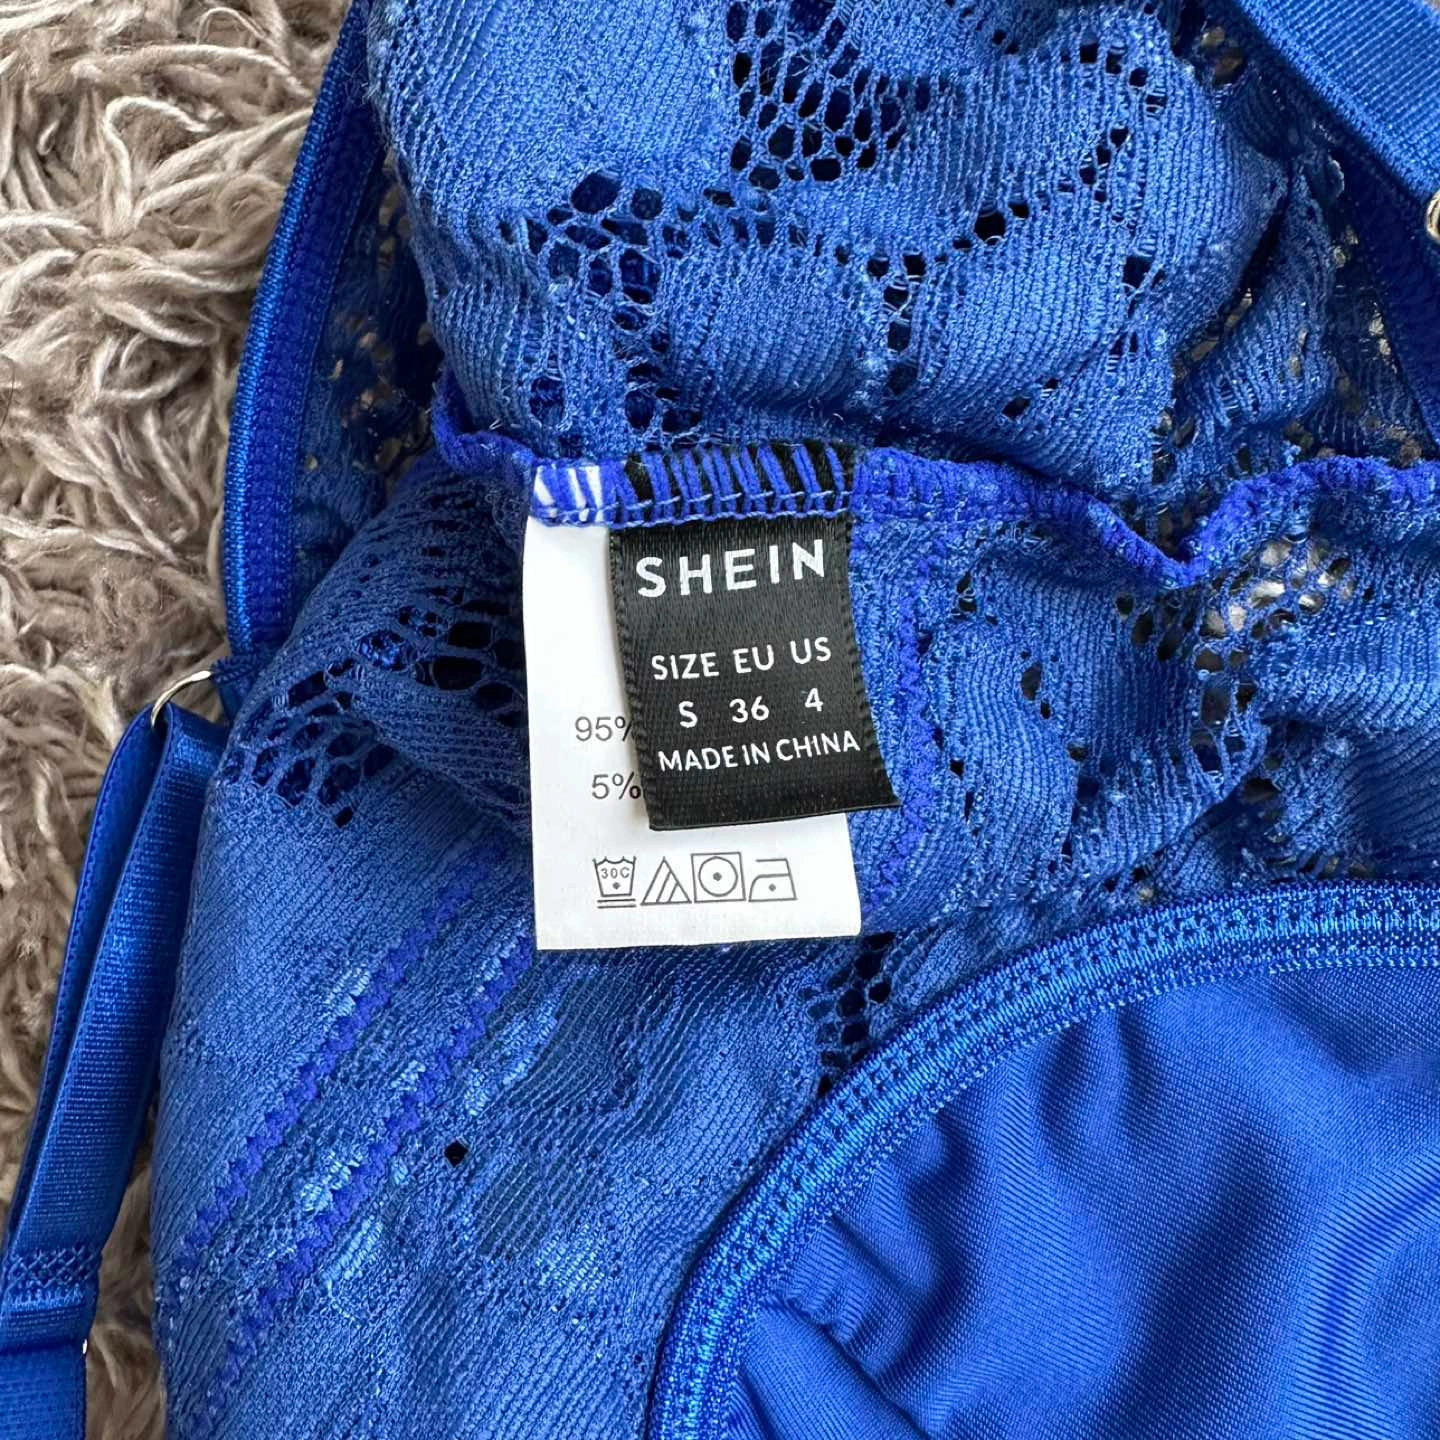 SHEIN
SIZE EU US
S 36 4
MADE IN CHINA
95%
5%
30C